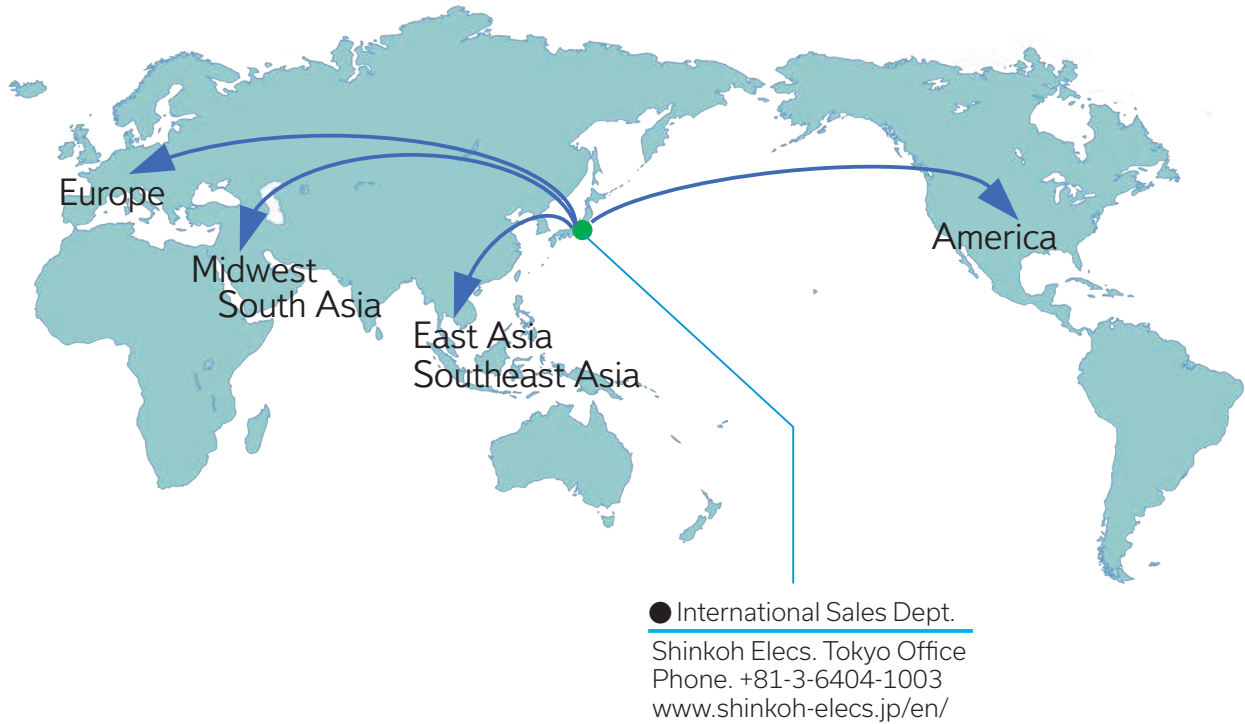 Europe
Midwest
South Asia
East Asia
Southeast Asia
America
● International Sales Dept.
Shinkoh Elecs. Tokyo Office
Phone. +81-3-6404-1003
www.shinkoh-elecs.jp/en/